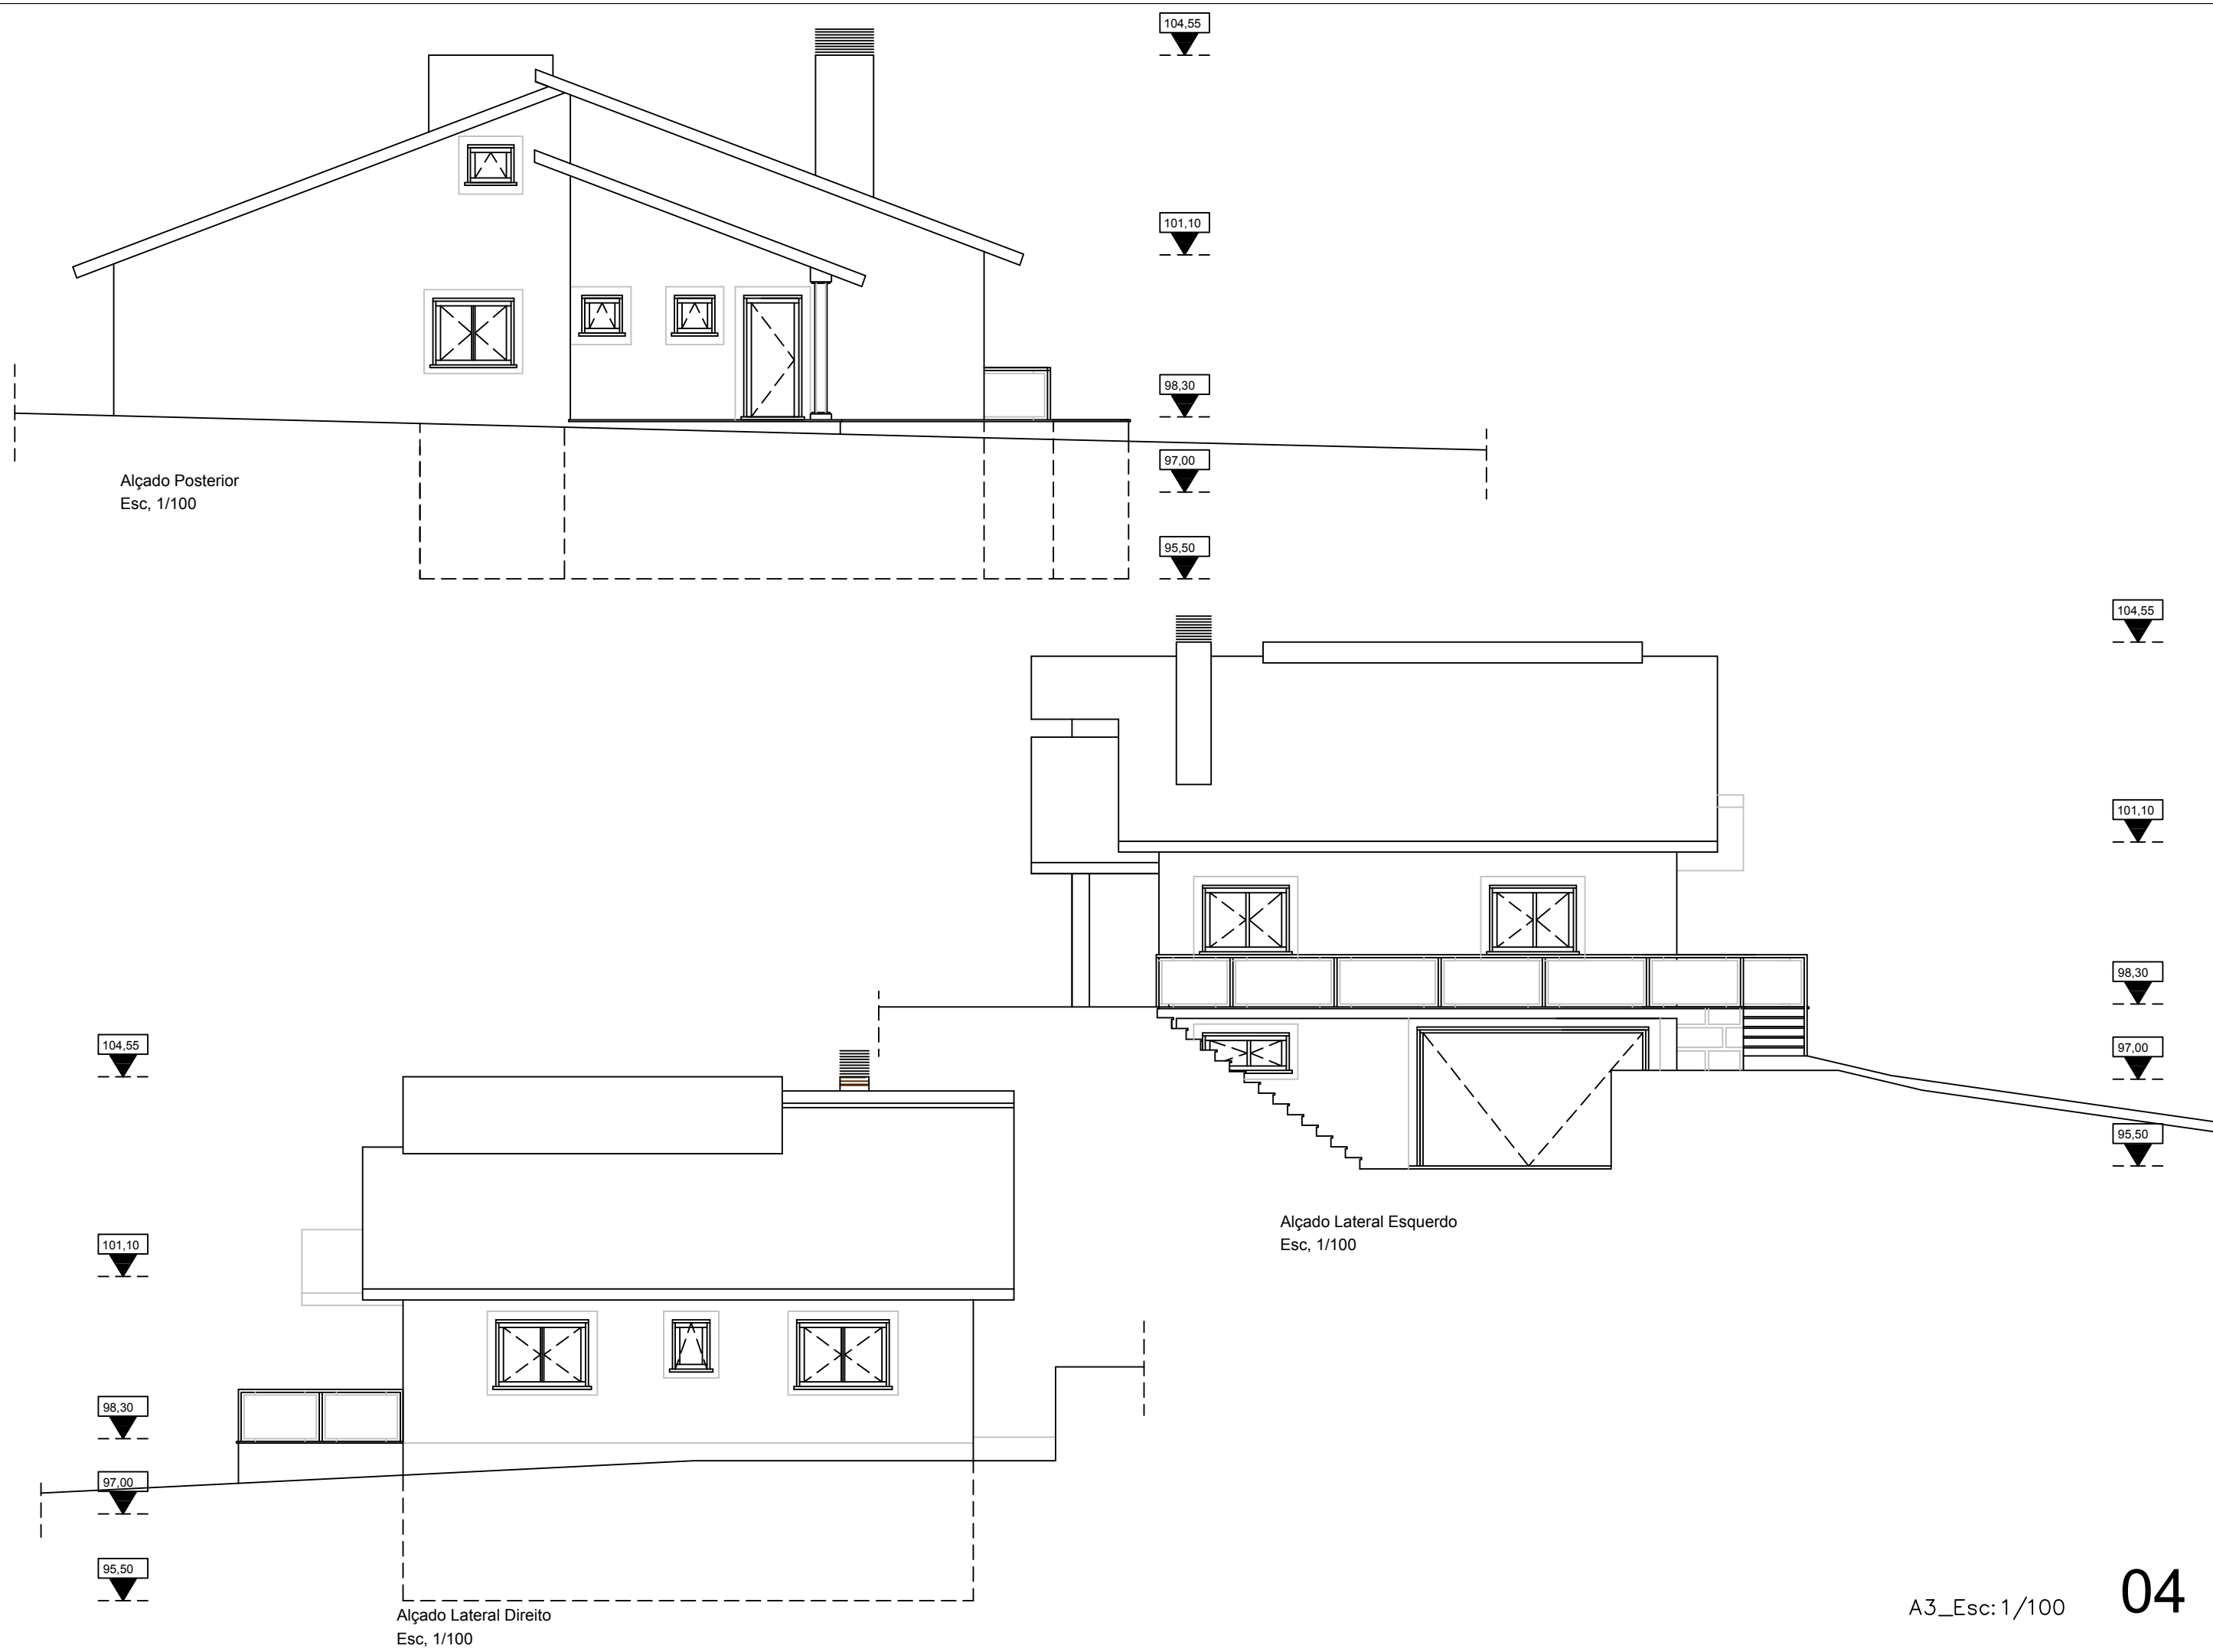 104,55
101,10
98,30
97,00
95,50
Alçado Posterior
Esc, 1/100
104,55
101,10
98,30
97,00
95,50
Alçado Lateral Esquerdo
Esc, 1/100
104,55
101,10
98,30
97,00
95,50
Alçado Lateral Direito
Esc, 1/100
A3_Esc:1/100
04